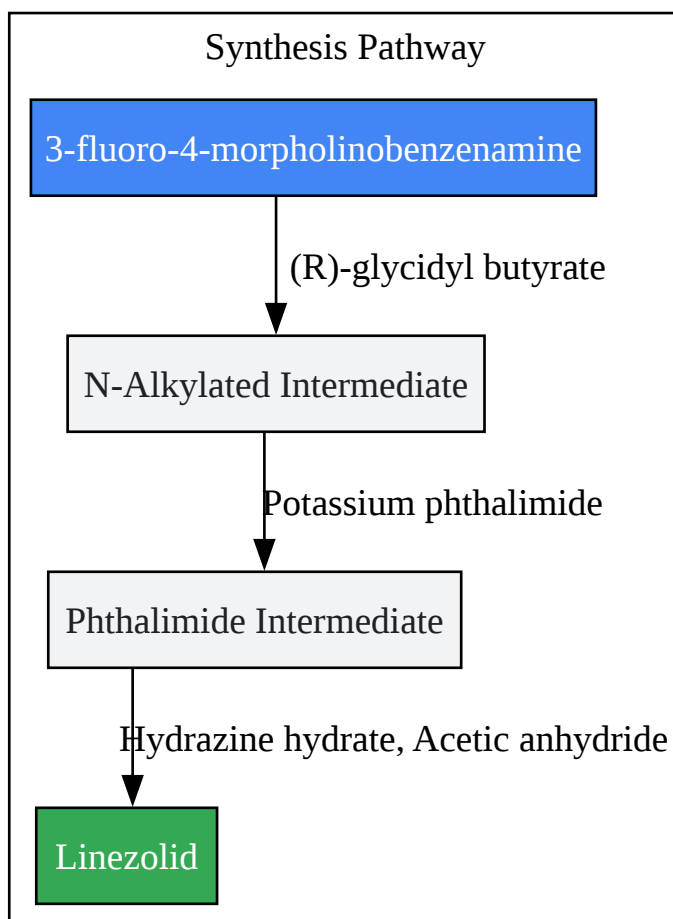 Synthesis Pathway
3-fluoro-4-morpholinobenzenamine
(R)-glycidyl butyrate
N-Alkylated Intermediate
Potassium phthalimide
Phthalimide Intermediate
Hydrazine hydrate, Acetic anhydride
Linezolid